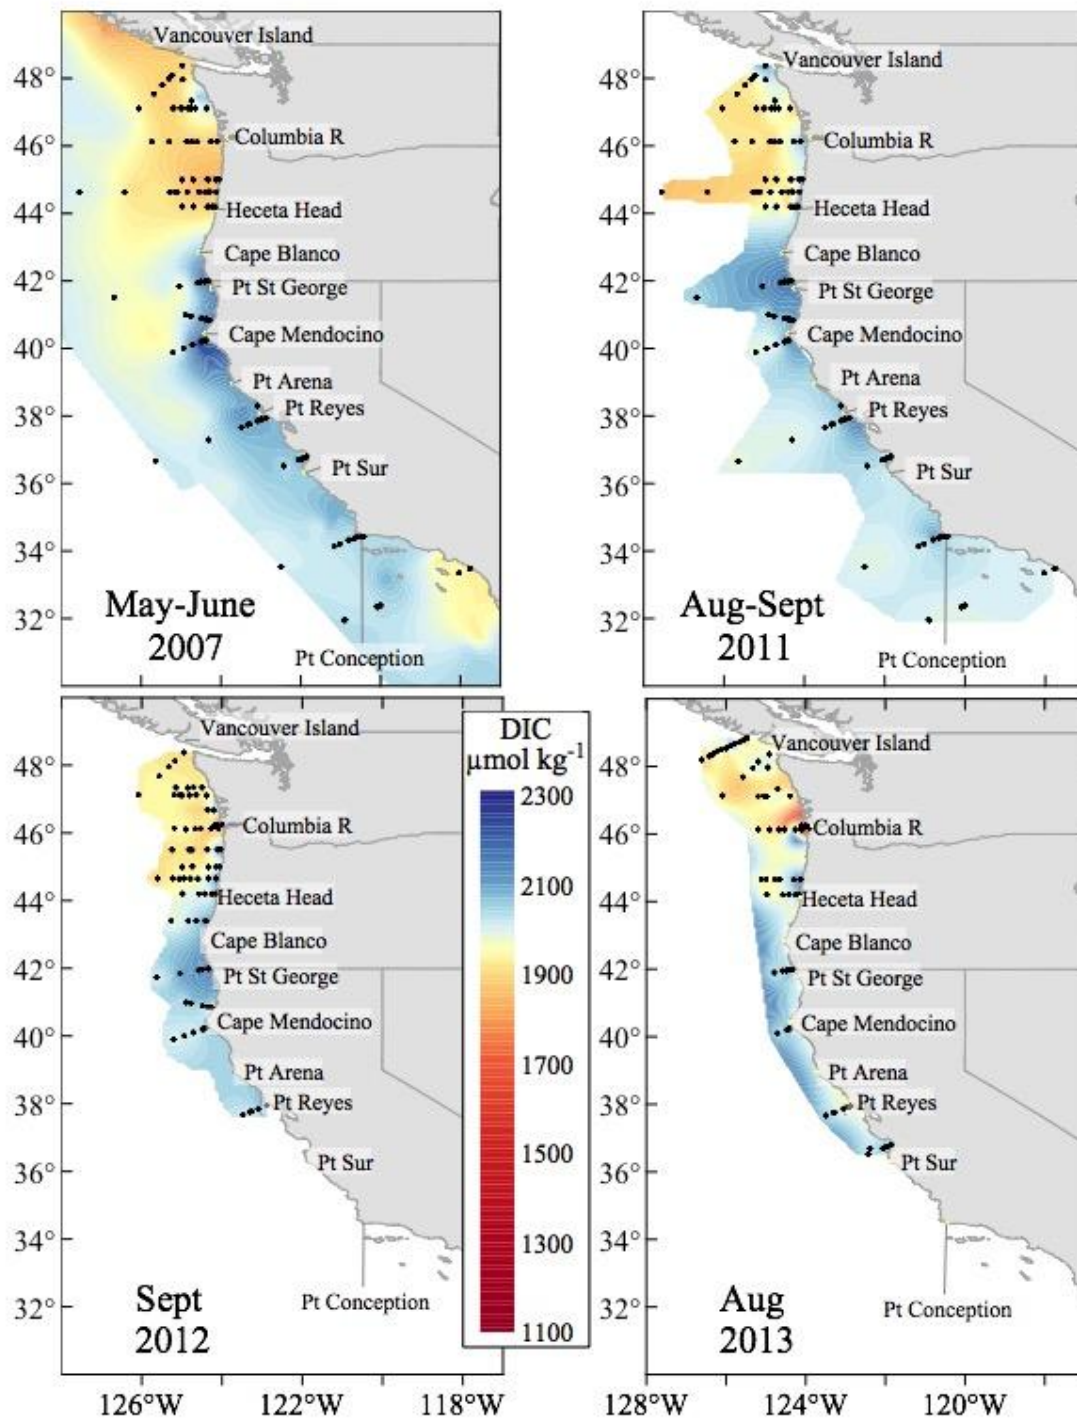 Vancouver Island
48°
46°
Columbia R
44°
Heceta Head
Cape Blanco
42°
Pt St George
Cape Mendocino
40°
Pt Arena
38°
Pt Reyes
Pt Sur
36°
34°
32°
May-June
2007
Pt Conception
Vancouver Island
48°
46°
Columbia R
44°
Heceta Head
Cape Blanco
42°
Pt St George
Cape Mendocino
40°
Pt Arena
38°
Pt Reyes
Pt Sur
36°
34°
32°
Aug-Sept
2011
Pt Conception
Vancouver Island
48°
46°
Columbia R
44°
Heceta Head
Cape Blanco
42°
Pt St George
40°
Cape Mendocino
Pt Arena
38°
Pt Reyes
Pt Sur
36°
34°
32°
Sept
2012
Pt Conception
126°W
122°W
118°W
DIC
µmol kg-1
2300
2100
1900
1700
1500
1300
1100
Vancouver Island
48°
46°
Columbia R
44°
Heceta Head
Cape Blanco
42°
Pt St George
40°
Cape Mendocino
Pt Arena
38°
Pt Reyes
Pt Sur
36°
34°
32°
Aug
2013
Pt Conception
128°W
124°W
120°W